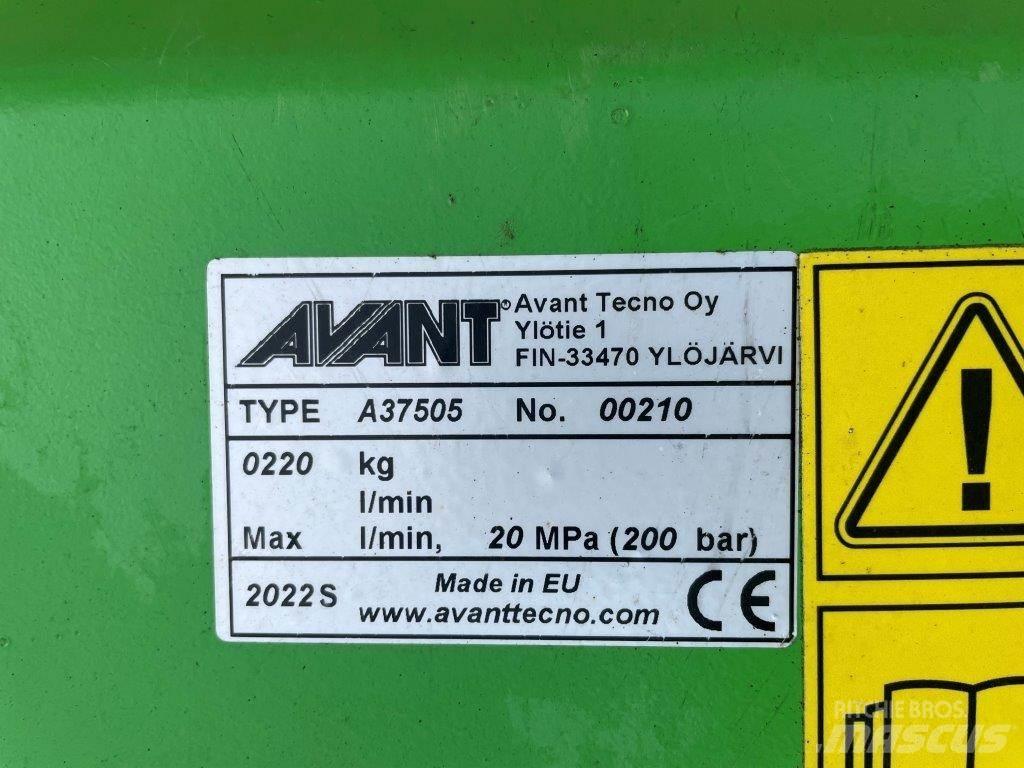 AVANT® Avant Tecno Oy
Ylötie 1
FIN-33470 YLÖJÄRVI
TYPE A37505 No. 00210
0220 kg
l/min
Max l/min, 20 MPa (200 bar)
2022S Made in EU CE
www.avanttecno.com
!
RITCHIE BROS.
MASCUS